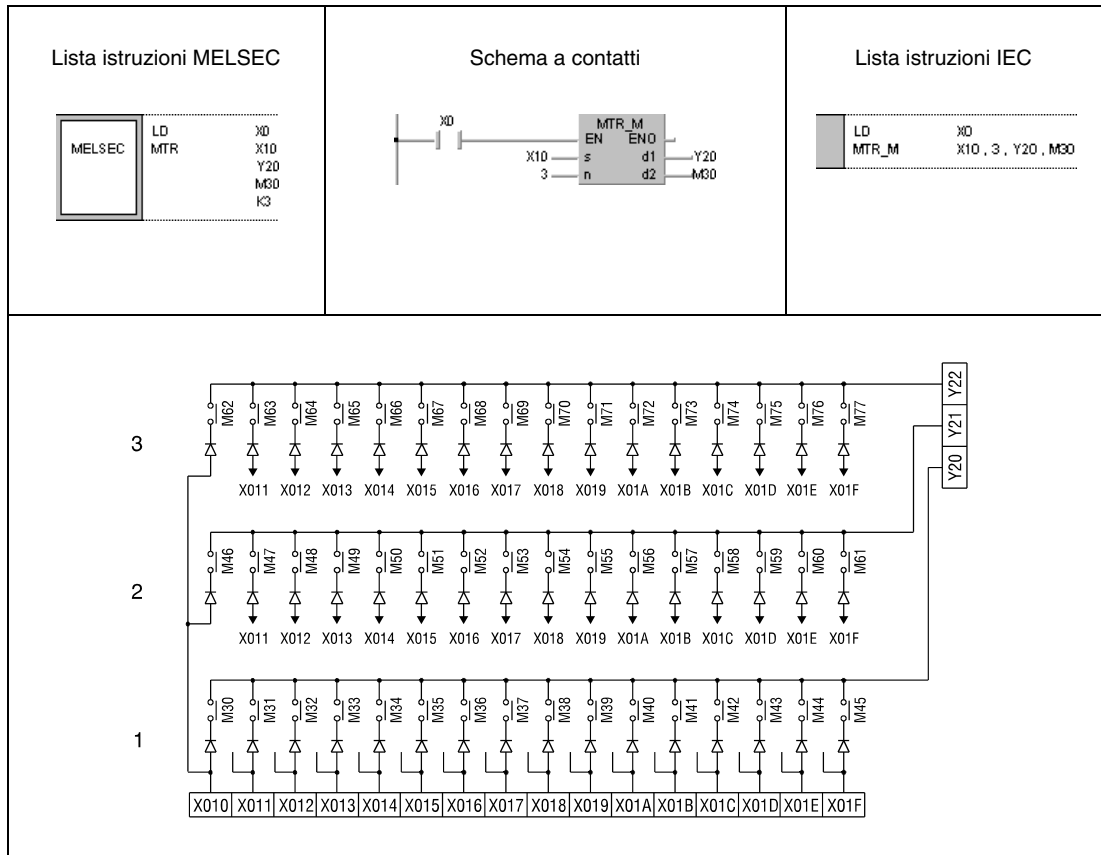 Lista istruzioni MELSEC
Schema a contatti
Lista istruzioni IEC
MELSEC
LD X0
MTR X10
Y20
M30
K3
X0
MTR_M
EN ENO
X10 s d1 Y20
3 n d2 M30
LD X0
MTR_M X10 , 3 , Y20 , M30
Y22
Y21
Y20
3
M62 M63 M64 M65 M66 M67 M68 M69 M70 M71 M72 M73 M74 M75 M76 M77
X011 X012 X013 X014 X015 X016 X017 X018 X019 X01A X01B X01C X01D X01E X01F
2
M46 M47 M48 M49 M50 M51 M52 M53 M54 M55 M56 M57 M58 M59 M60 M61
X011 X012 X013 X014 X015 X016 X017 X018 X019 X01A X01B X01C X01D X01E X01F
1
M30 M31 M32 M33 M34 M35 M36 M37 M38 M39 M40 M41 M42 M43 M44 M45
X010 X011 X012 X013 X014 X015 X016 X017 X018 X019 X01A X01B X01C X01D X01E X01F